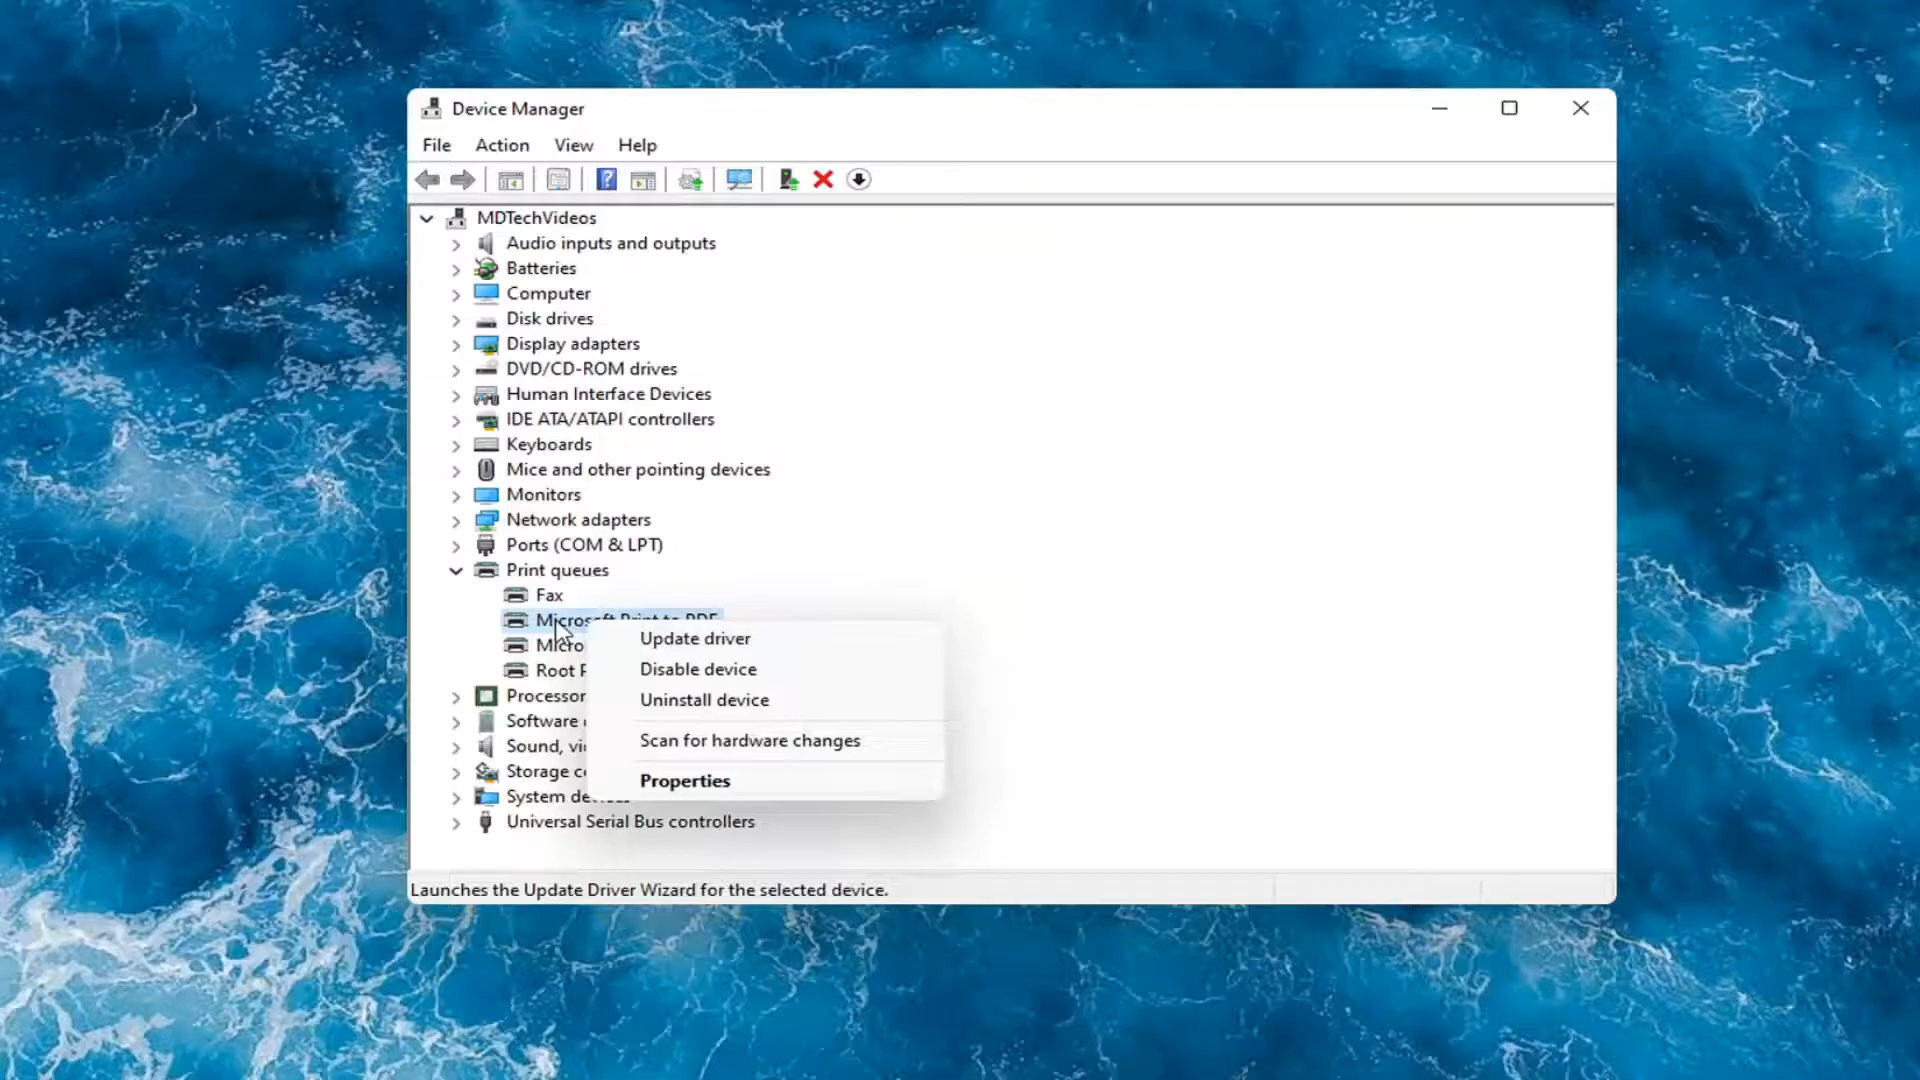 Device Manager
File Action View Help
MDTechVideos
Audio inputs and outputs
Batteries
Computer
Disk drives
Display adapters
DVD/CD-ROM drives
Human Interface Devices
IDE ATA/ATAPI controllers
Keyboards
Mice and other pointing devices
Monitors
Network adapters
Ports (COM & LPT)
Print queues
Fax
Microsoft Print to PDF
Micro
Root P
Processor
Software
Sound, vi
Storage c
System devices
Universal Serial Bus controllers
Update driver
Disable device
Uninstall device
Scan for hardware changes
Properties
Launches the Update Driver Wizard for the selected device.